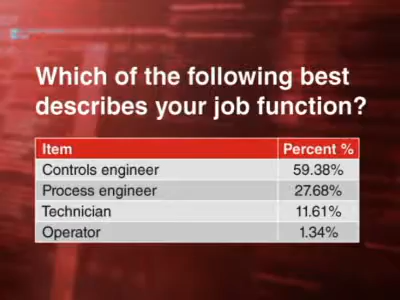 Which of the following best
describes your job function?
Item Percent %
Controls engineer 59.38%
Process engineer 27.68%
Technician 11.61%
Operator 1.34%